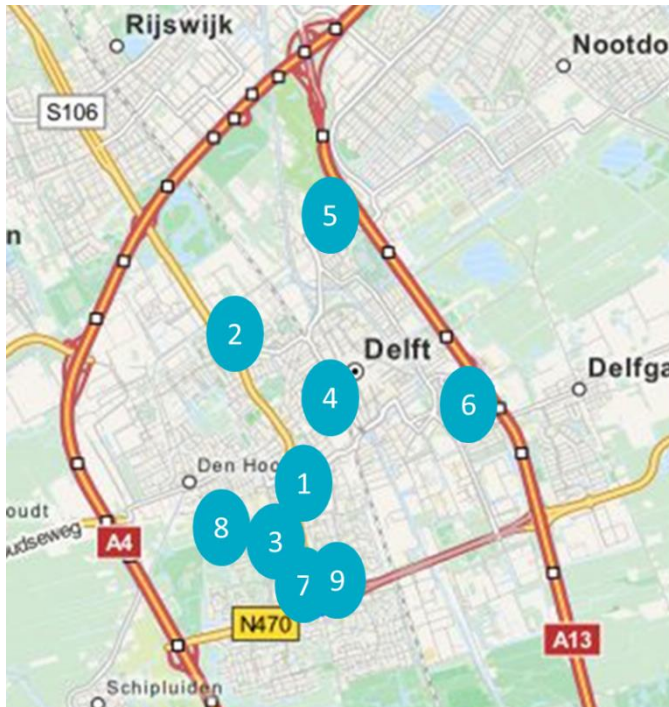 Rijswijk
Nootdo
S106
n
5
2
Delft
4
6
Delfga
Den Hoo
1
oudt
8
udseweg
3
A4
7
9
N470
A13
Schipluiden